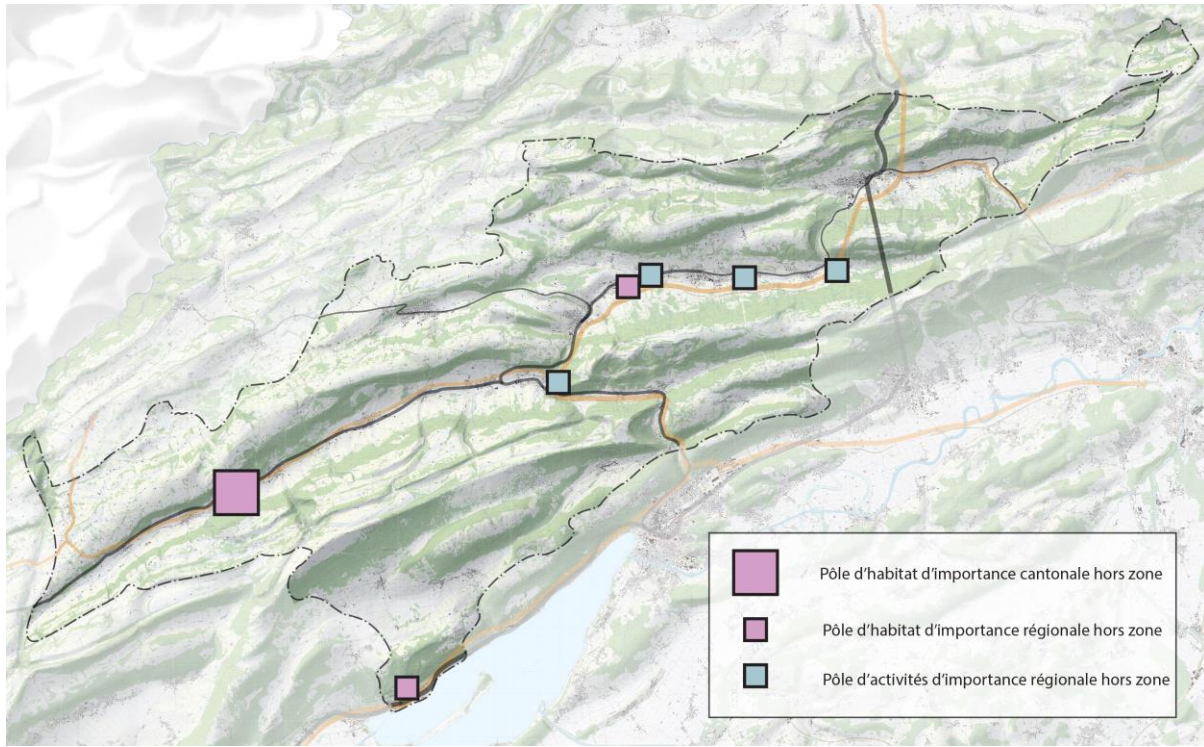 Pôle d'habitat d'importance cantonale hors zone
Pôle d'habitat d'importance régionale hors zone
Pôle d'activités d'importance régionale hors zone